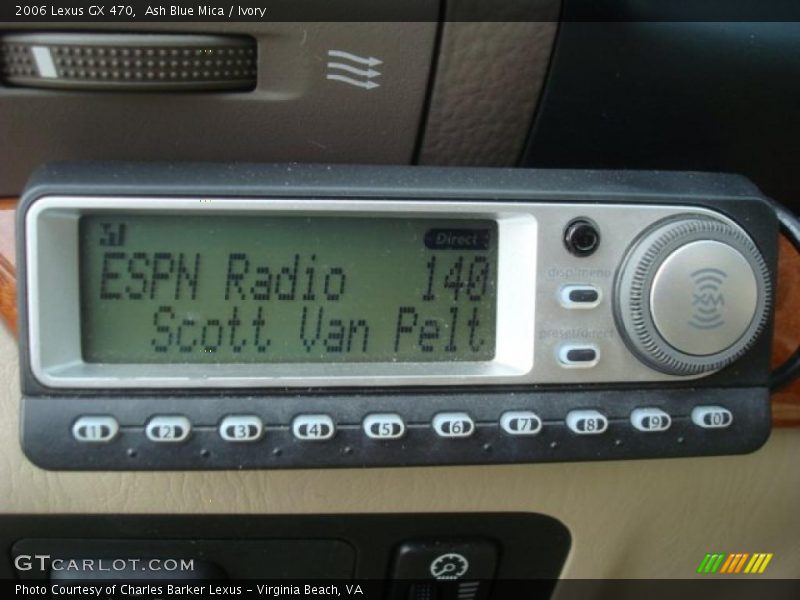 2006 Lexus GX 470,  Ash Blue Mica / Ivory
Direct
ESPN Radio 140
Scott Van Pelt
disp/menu
preset/direct
XM
1 2 3 4 5 6 7 8 9 0
GTCARLOT.COM
Photo Courtesy of Charles Barker Lexus - Virginia Beach, VA